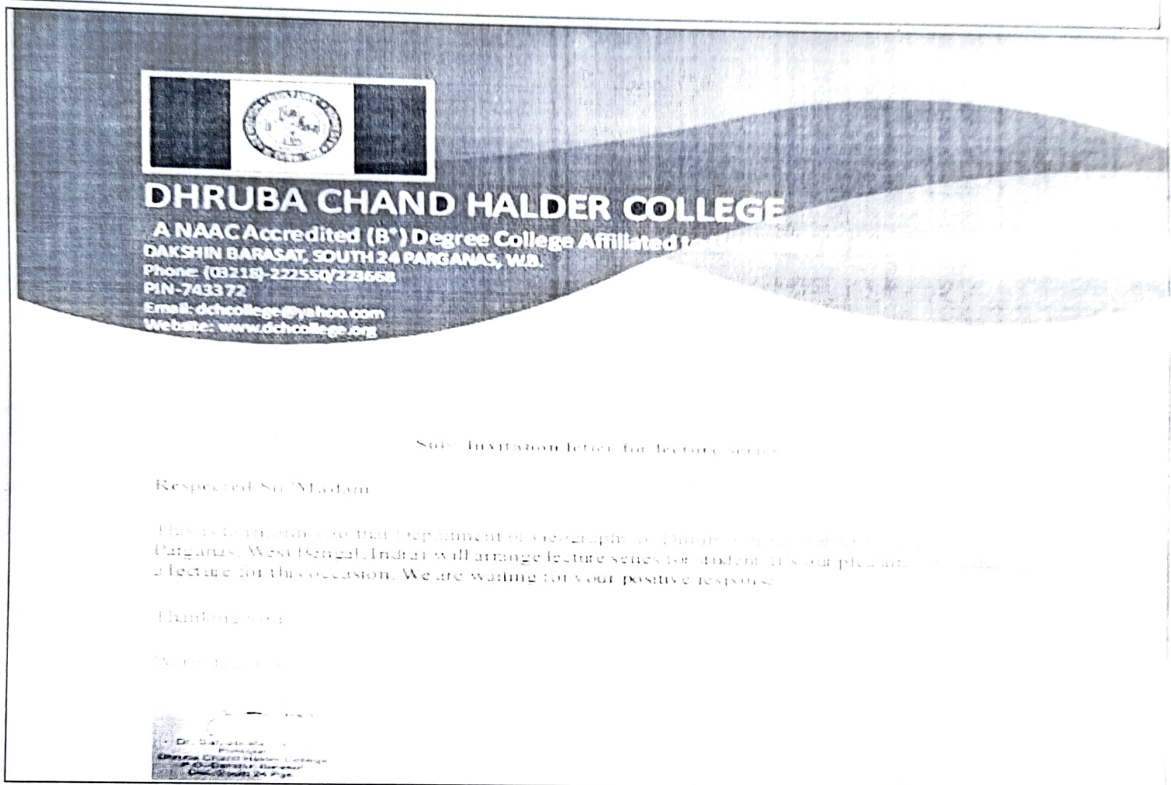 DHRUBA CHAND HALDER COLLEGE
A NAAC Accredited (B+) Degree College Affiliated to
DAKSHIN BARASAT, SOUTH 24 PARGANAS, W.B.
Phone: (03218)-222550/223668
PIN-743372
Email: dchcollege@yahoo.com
Website: www.dchcollege.org
Sub: Invitation letter for lecture series
Respected Sir/Madam
This is to inform you that Department of Geography of
Parganas, West Bengal, India) will arrange lecture series for student. It's our
a lecture for this occasion. We are waiting for your positive response
Thanking you
Dr.
Principal
Dhruba Chand Halder College